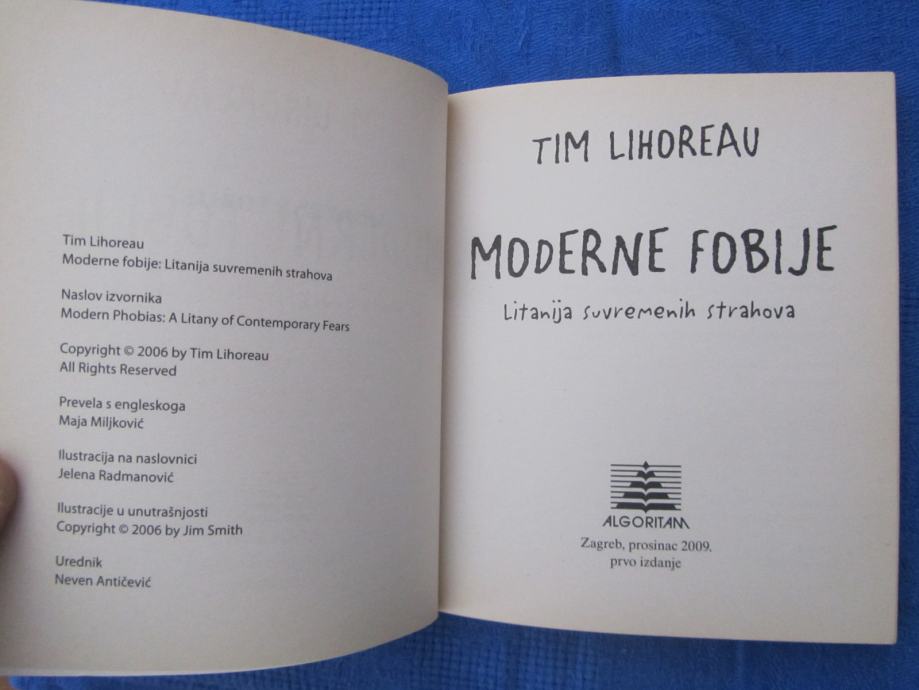 Tim Lihoreau
Moderne fobije: Litanija suvremenih strahova
Naslov izvornika
Modern Phobias: A Litany of Contemporary Fears
Copyright © 2006 by Tim Lihoreau
All Rights Reserved
Prevela s engleskoga
Maja Miljković
Ilustracija na naslovnici
Jelena Radmanović
Ilustracije u unutrašnjosti
Copyright © 2006 by Jim Smith
Urednik
Neven Antičević
TIM LIHOREAU
MODERNE FOBIJE
Litanija suvremenih strahova
ALGORITAM
Zagreb, prosinac 2009.
prvo izdanje